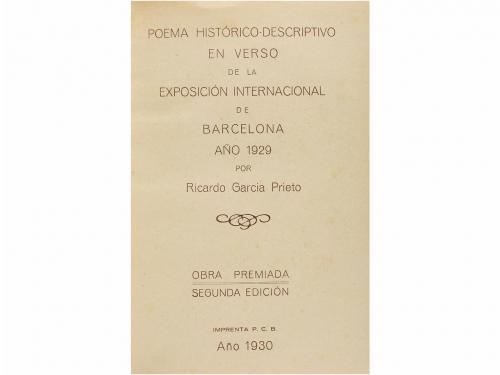 POEMA HISTÓRICO-DESCRIPTIVO
EN VERSO
DE LA
EXPOSICIÓN INTERNACIONAL
DE
BARCELONA
AÑO 1929
POR
Ricardo García Prieto
OBRA PREMIADA
SEGUNDA EDICIÓN
IMPRENTA P. C. B.
Año 1930